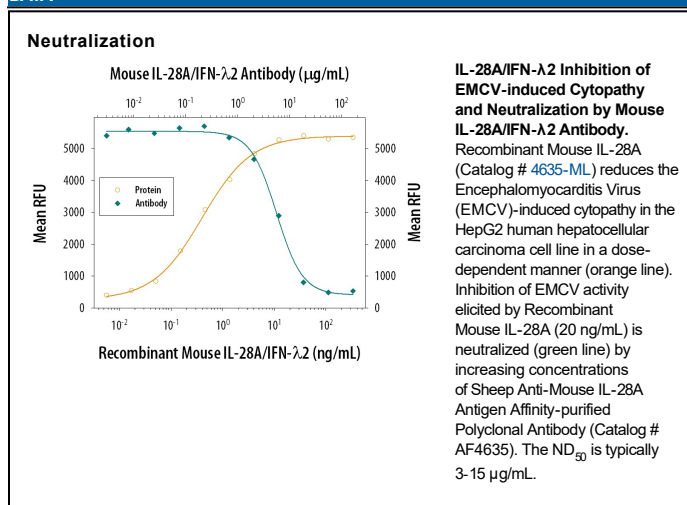 Neutralization
Mouse IL-28A/IFN-λ2 Antibody (μg/mL)
10-2 10-1 100 101 102
5000 5000
4000 4000
3000 3000
2000 2000
1000 1000
0 0
Mean RFU
Mean RFU
Protein
Antibody
10-2 10-1 100 101 102
Recombinant Mouse IL-28A/IFN-λ2 (ng/mL)
IL-28A/IFN-λ2 Inhibition of
EMCV-induced Cytopathy
and Neutralization by Mouse
IL-28A/IFN-λ2 Antibody.
Recombinant Mouse IL-28A
(Catalog # 4635-ML) reduces the
Encephalomyocarditis Virus
(EMCV)-induced cytopathy in the
HepG2 human hepatocellular
carcinoma cell line in a dose-
dependent manner (orange line).
Inhibition of EMCV activity
elicited by Recombinant
Mouse IL-28A (20 ng/mL) is
neutralized (green line) by
increasing concentrations
of Sheep Anti-Mouse IL-28A
Antigen Affinity-purified
Polyclonal Antibody (Catalog #
AF4635). The ND50 is typically
3-15 μg/mL.